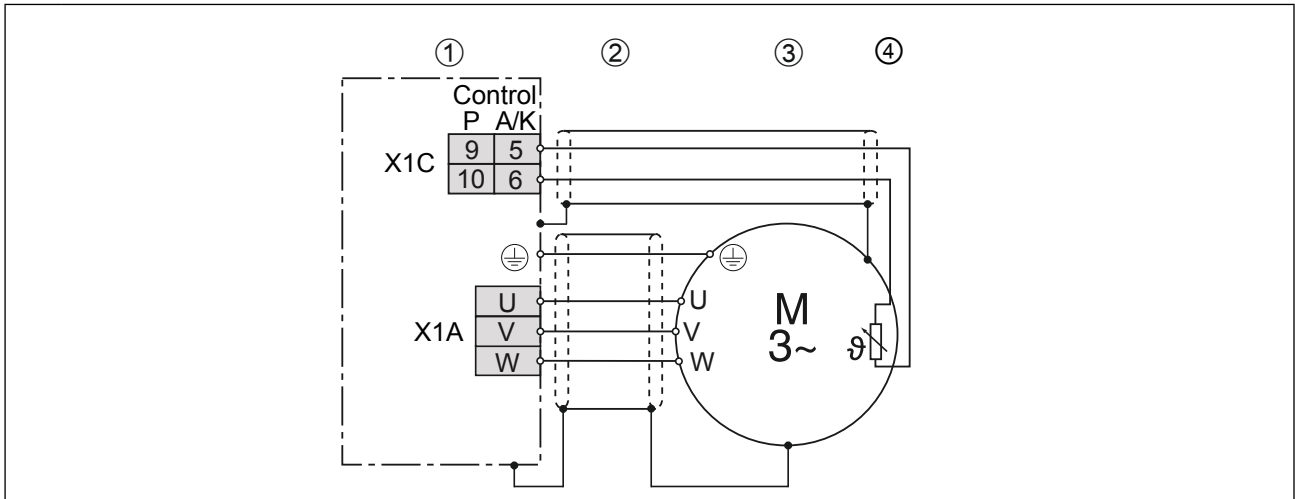 ① ② ③ ④
Control
P A/K
X1C
9 5
10 6
U U
X1A V V
W W
M
3~
ϑ